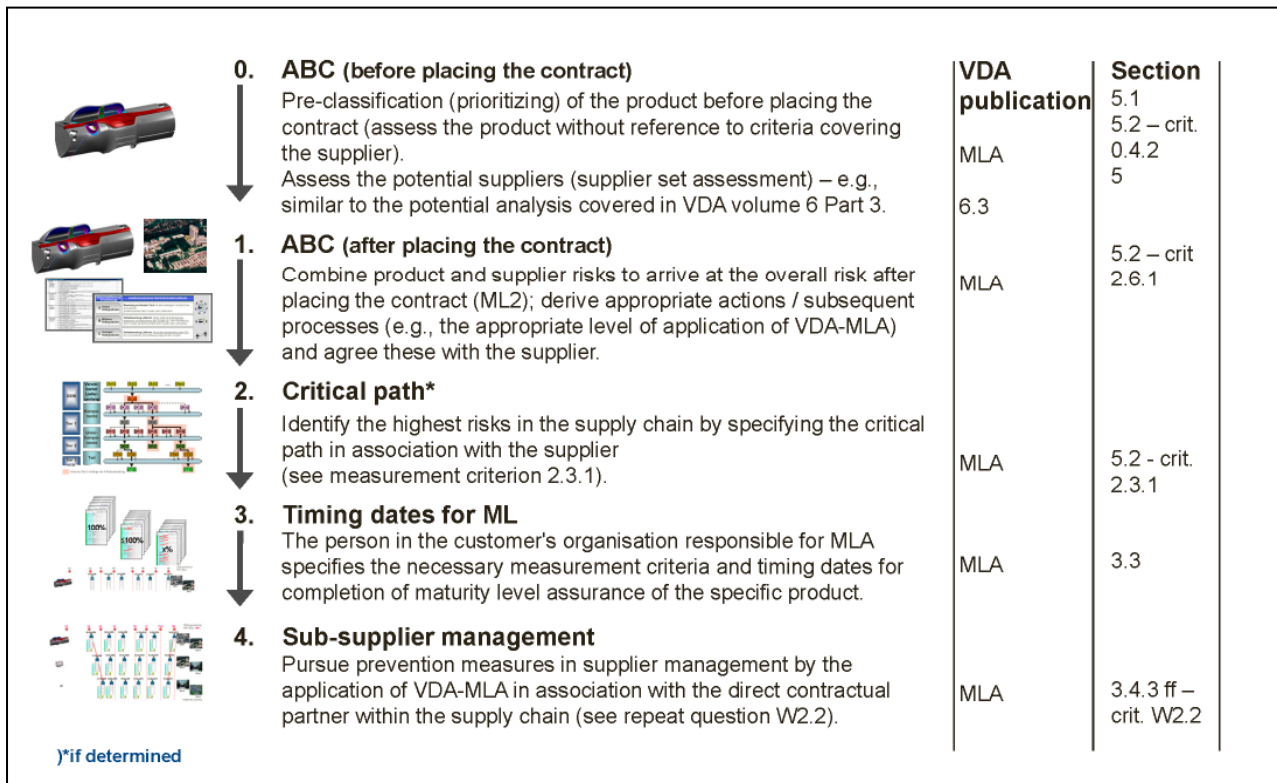 0. ABC (before placing the contract)
Pre-classification (prioritizing) of the product before placing the
contract (assess the product without reference to criteria covering
the supplier).
Assess the potential suppliers (supplier set assessment) – e.g.,
similar to the potential analysis covered in VDA volume 6 Part 3.
VDA
publication
MLA
6.3
Section
5.1
5.2 – crit.
0.4.2
5
1. ABC (after placing the contract)
Combine product and supplier risks to arrive at the overall risk after
placing the contract (ML2); derive appropriate actions / subsequent
processes (e.g., the appropriate level of application of VDA-MLA)
and agree these with the supplier.
MLA
5.2 – crit
2.6.1
2. Critical path*
Identify the highest risks in the supply chain by specifying the critical
path in association with the supplier
(see measurement criterion 2.3.1).
MLA
5.2 - crit.
2.3.1
100%
≤100%
x%
3. Timing dates for ML
The person in the customer's organisation responsible for MLA
specifies the necessary measurement criteria and timing dates for
completion of maturity level assurance of the specific product.
MLA
3.3
4. Sub-supplier management
Pursue prevention measures in supplier management by the
application of VDA-MLA in association with the direct contractual
partner within the supply chain (see repeat question W2.2).
MLA
3.4.3 ff –
crit. W2.2
)*if determined